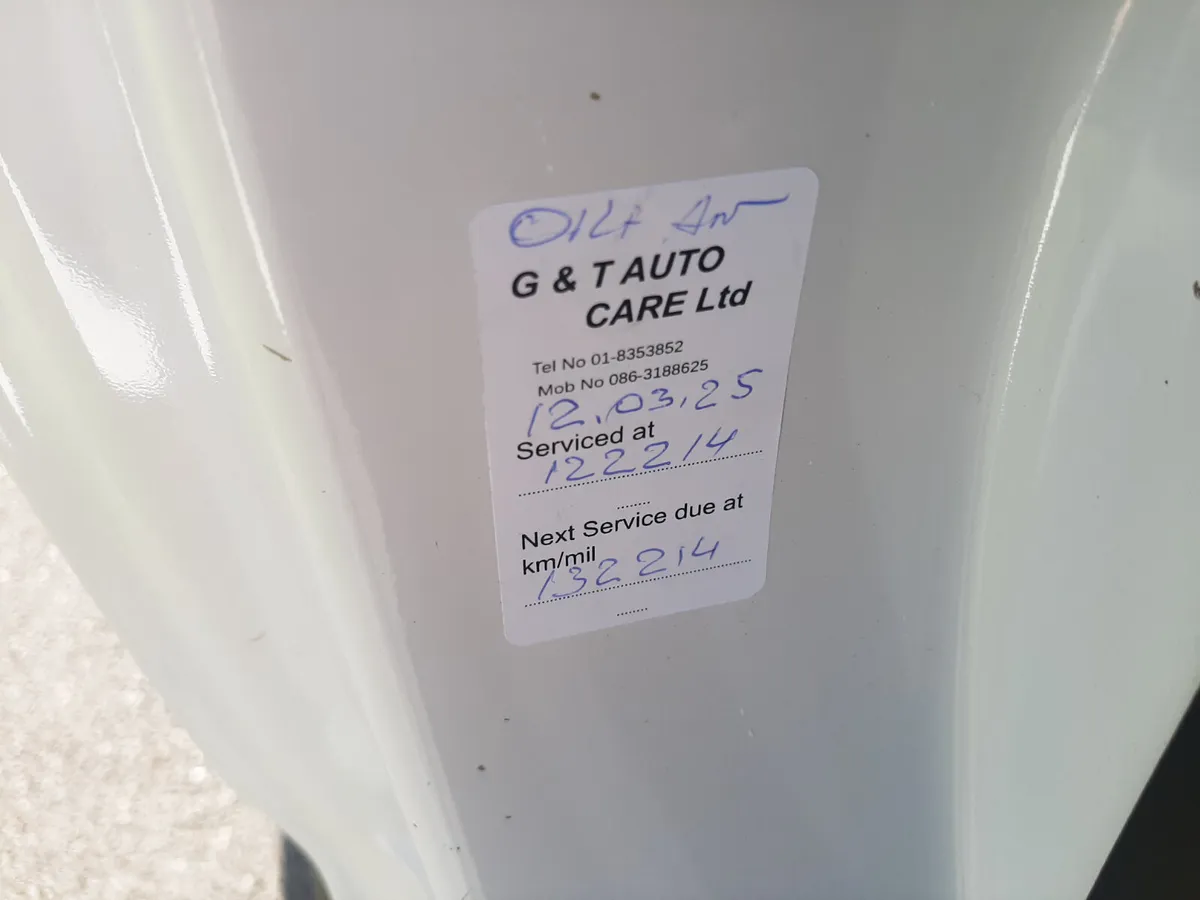 OIL+
G & T AUTO
CARE Ltd
Tel No 01-8353852
Mob No 086-3188625
12.03.25
Serviced at
122214
Next Service due at
km/mil
132214